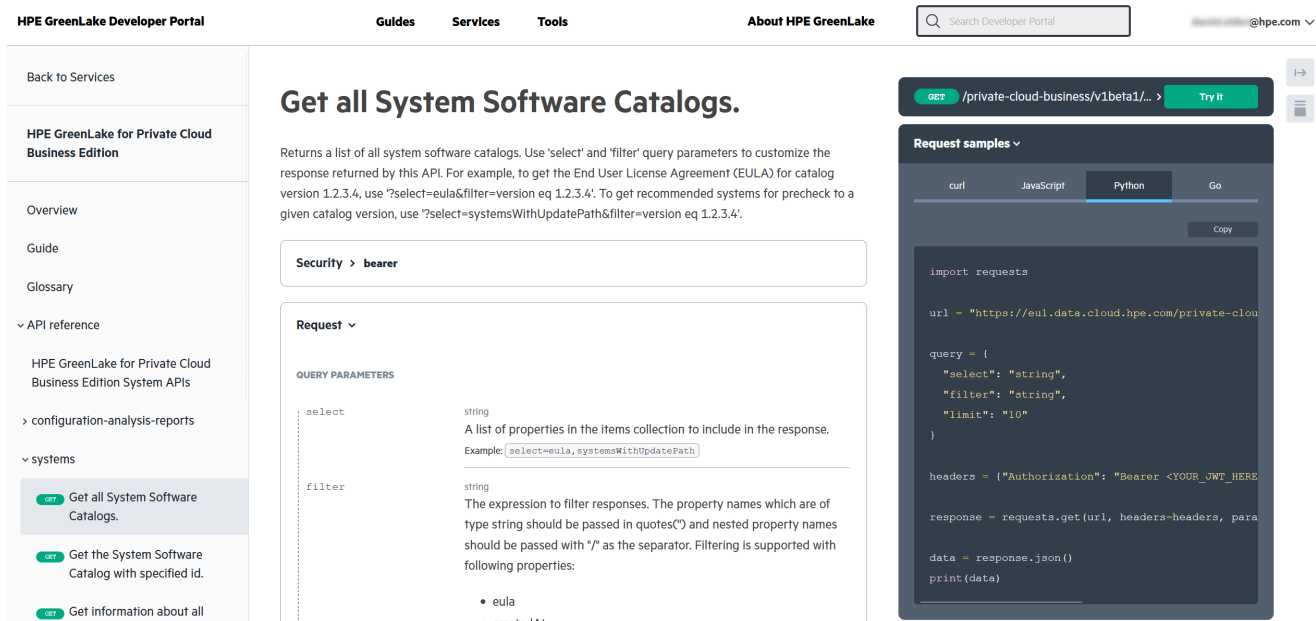 HPE GreenLake Developer Portal
Guides
Services
Tools
About HPE GreenLake
Search Developer Portal
@hpe.com
Back to Services
HPE GreenLake for Private Cloud
Business Edition
Overview
Guide
Glossary
API reference
HPE GreenLake for Private Cloud
Business Edition System APIs
configuration-analysis-reports
systems
GET Get all System Software
Catalogs.
GET Get the System Software
Catalog with specified id.
GET Get information about all
Get all System Software Catalogs.
Returns a list of all system software catalogs. Use 'select' and 'filter' query parameters to customize the
response returned by this API. For example, to get the End User License Agreement (EULA) for catalog
version 1.2.3.4, use '?select=eula&filter=version eq 1.2.3.4'. To get recommended systems for precheck to a
given catalog version, use '?select=systemsWithUpdatePath&filter=version eq 1.2.3.4'.
Security > bearer
Request
QUERY PARAMETERS
select
string
A list of properties in the items collection to include in the response.
Example: select=eula,systemsWithUpdatePath
filter
string
The expression to filter responses. The property names which are of
type string should be passed in quotes('') and nested property names
should be passed with "/" as the separator. Filtering is supported with
following properties:
• eula
GET /private-cloud-business/v1beta1/... >
Try it
Request samples
curl
JavaScript
Python
Go
Copy
import requests
url = "https://eu1.data.cloud.hpe.com/private-clou
query = {
"select": "string",
"filter": "string",
"limit": "10"
}
headers = {"Authorization": "Bearer <YOUR_JWT_HERE
response = requests.get(url, headers=headers, para
data = response.json()
print(data)